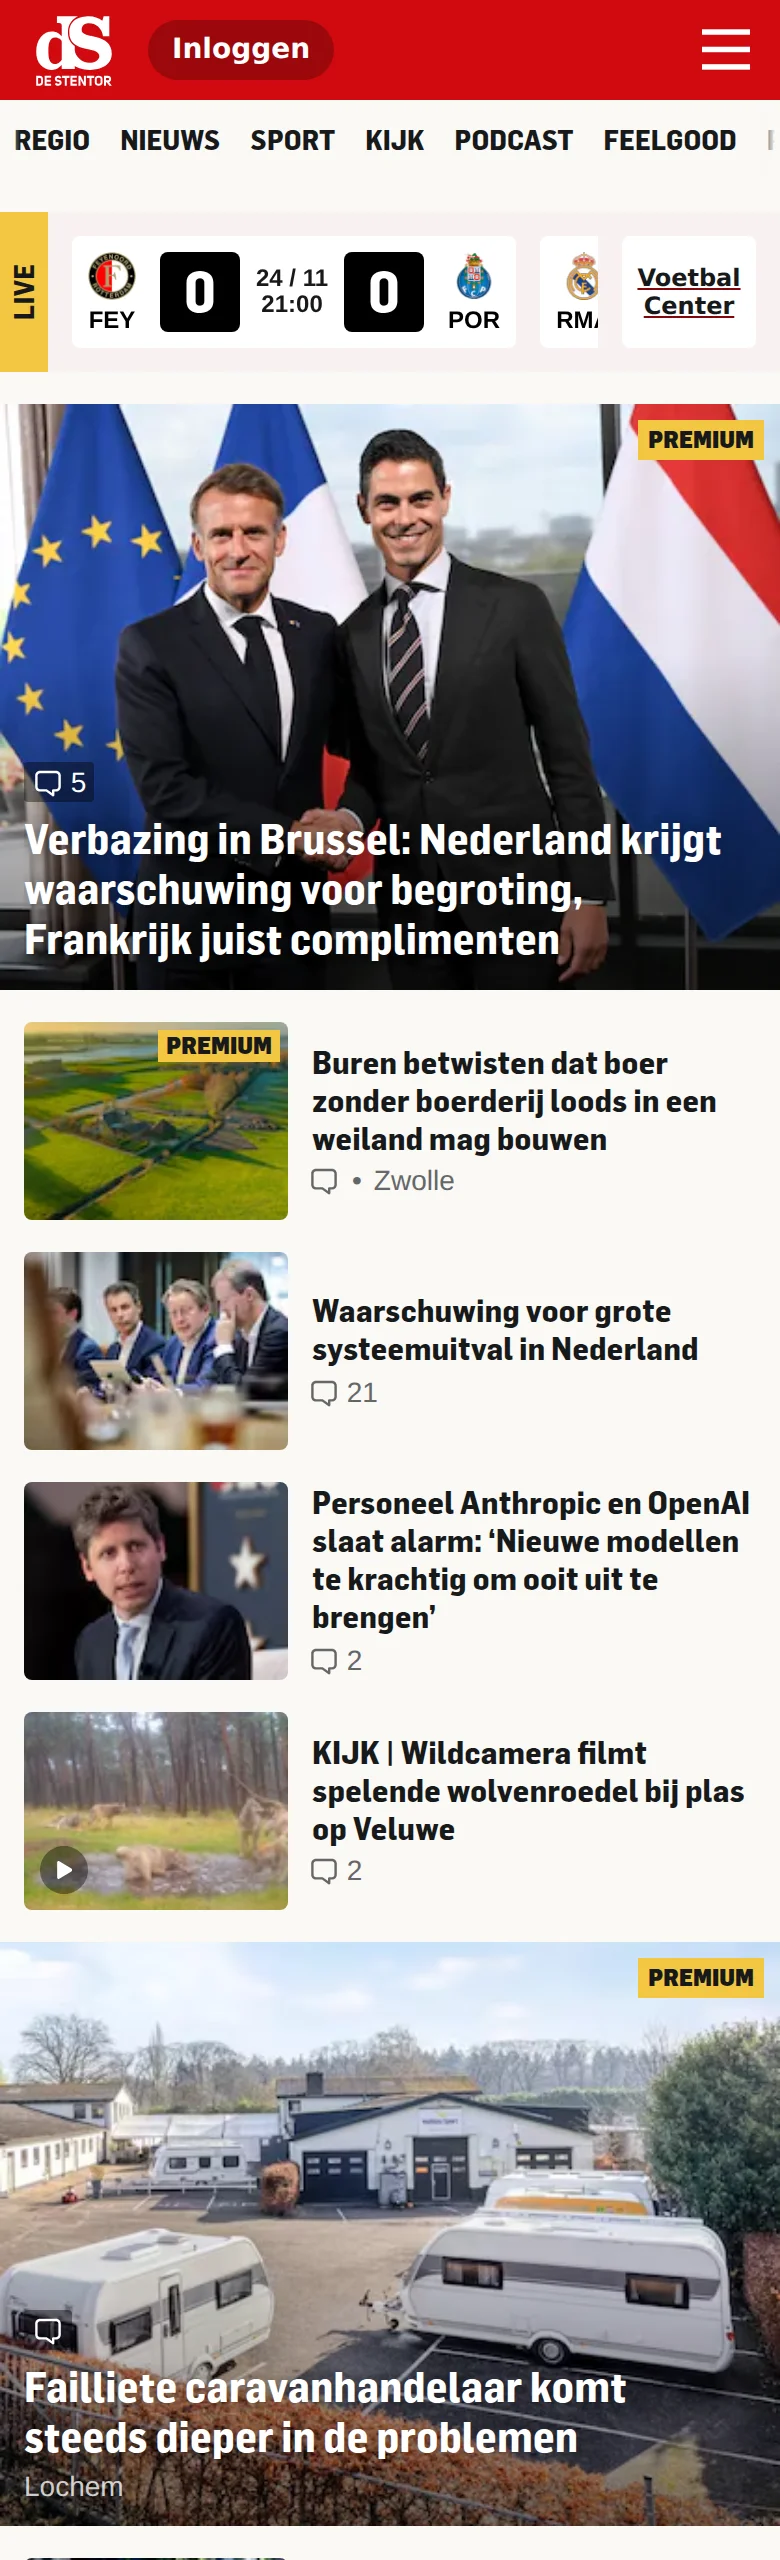 dS
DE STENTOR
Inloggen
REGIO NIEUWS SPORT KIJK PODCAST FEELGOOD
LIVE
FEY
0
24 / 11
21:00
0
POR
RMA
Voetbal
Center
PREMIUM
5
Verbazing in Brussel: Nederland krijgt
waarschuwing voor begroting,
Frankrijk juist complimenten
PREMIUM
Buren betwisten dat boer
zonder boerderij loods in een
weiland mag bouwen
• Zwolle
Waarschuwing voor grote
systeemuitval in Nederland
21
Personeel Anthropic en OpenAI
slaat alarm: ‘Nieuwe modellen
te krachtig om ooit uit te
brengen’
2
KIJK | Wildcamera filmt
spelende wolvenroedel bij plas
op Veluwe
2
PREMIUM
Failliete caravanhandelaar komt
steeds dieper in de problemen
Lochem